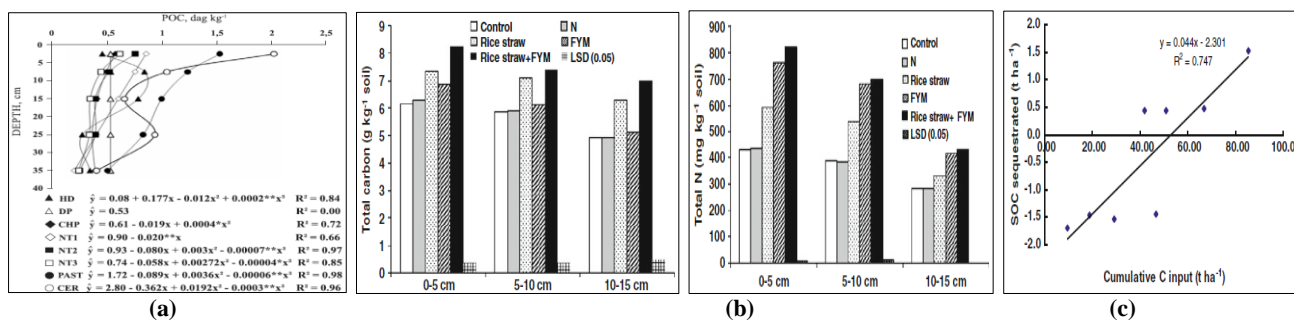 POC, dag kg⁻¹
0 0,5 1 1,5 2 2,5
0
5
10
15
20
25
30
35
40
DEPTH, cm
HD ŷ = 0.08 + 0.177x - 0.012x² + 0.0002**x³ R² = 0.84
DP ŷ = 0.53 R² = 0.00
CHP ŷ = 0.61 - 0.019x + 0.0004*x² R² = 0.72
NT1 ŷ = 0.90 - 0.020**x R² = 0.66
NT2 ŷ = 0.93 - 0.080x + 0.003x² - 0.00007**x³ R² = 0.97
NT3 ŷ = 0.74 - 0.058x + 0.00272x² - 0.00004*x³ R² = 0.85
PAST ŷ = 1.72 - 0.089x + 0.0036x² - 0.00006**x³ R² = 0.98
CER ŷ = 2.80 - 0.362x + 0.0192x² - 0.0003**x³ R² = 0.96
(a)
Control N
Rice straw FYM
Rice straw+FYM LSD (0.05)
Total carbon (g kg⁻¹ soil)
9
8
7
6
5
4
3
2
1
0
0-5 cm 5-10 cm 10-15 cm
Control
N
Rice straw
FYM
Rice straw+ FYM
LSD (0.05)
Total N (mg kg⁻¹ soil)
900
800
700
600
500
400
300
200
100
0
0-5 cm 5-10 cm 10-15 cm
(b)
y = 0.044x - 2.301
R² = 0.747
SOC sequestrated (t ha⁻¹)
2.0
1.5
1.0
0.5
0.0
-0.5
-1.0
-1.5
-2.0
0.00 20.00 40.00 60.00 80.00 100.00
Cumulative C input (t ha⁻¹)
(c)